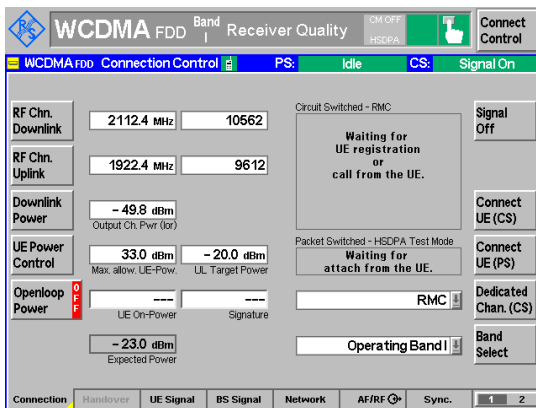 WCDMA FDD Band I Receiver Quality
CM OFF
HSDPA
Connect Control
WCDMA FDD Connection Control
PS: Idle
CS: Signal On
RF Chn. Downlink
2112.4 MHz
10562
RF Chn. Uplink
1922.4 MHz
9612
Downlink Power
– 49.8 dBm
Output Ch. Pwr (Ior)
UE Power Control
33.0 dBm
– 20.0 dBm
Max. allow. UE-Pow.
UL Target Power
Openloop Power
OFF
---
---
UE On-Power
Signature
– 23.0 dBm
Expected Power
Circuit Switched - RMC
Waiting for
UE registration
or
call from the UE.
Packet Switched - HSDPA Test Mode
Waiting for
attach from the UE.
RMC
Operating Band I
Signal Off
Connect UE (CS)
Connect UE (PS)
Dedicated Chan. (CS)
Band Select
Connection
Handover
UE Signal
BS Signal
Network
AF/RF
Sync.
1 2